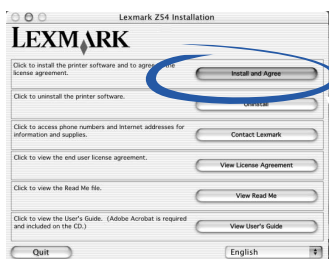 Lexmark Z54 Installation
LEXMARK
Click to install the printer software and to agree to the
license agreement.
Install and Agree
Click to uninstall the printer software.
Uninstall
Click to access phone numbers and Internet addresses for
information and supplies.
Contact Lexmark
Click to view the end user license agreement.
View License Agreement
Click to view the Read Me file.
View Read Me
Click to view the User's Guide. (Adobe Acrobat is required
and included on the CD.)
View User's Guide
Quit
English